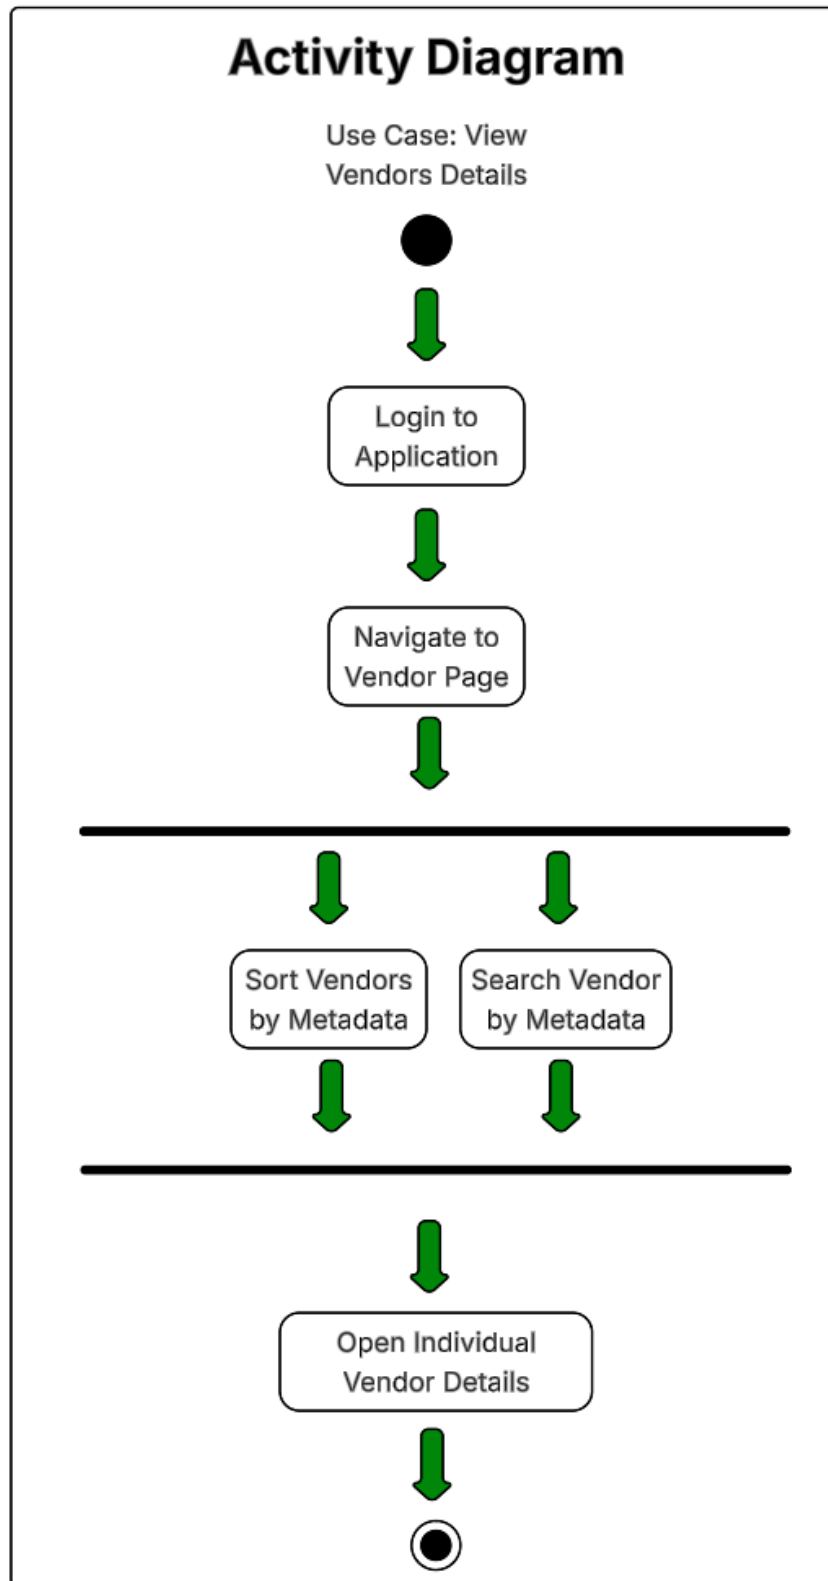 Activity Diagram
Use Case: View
Vendors Details
Login to
Application
Navigate to
Vendor Page
Sort Vendors
by Metadata
Search Vendor
by Metadata
Open Individual
Vendor Details